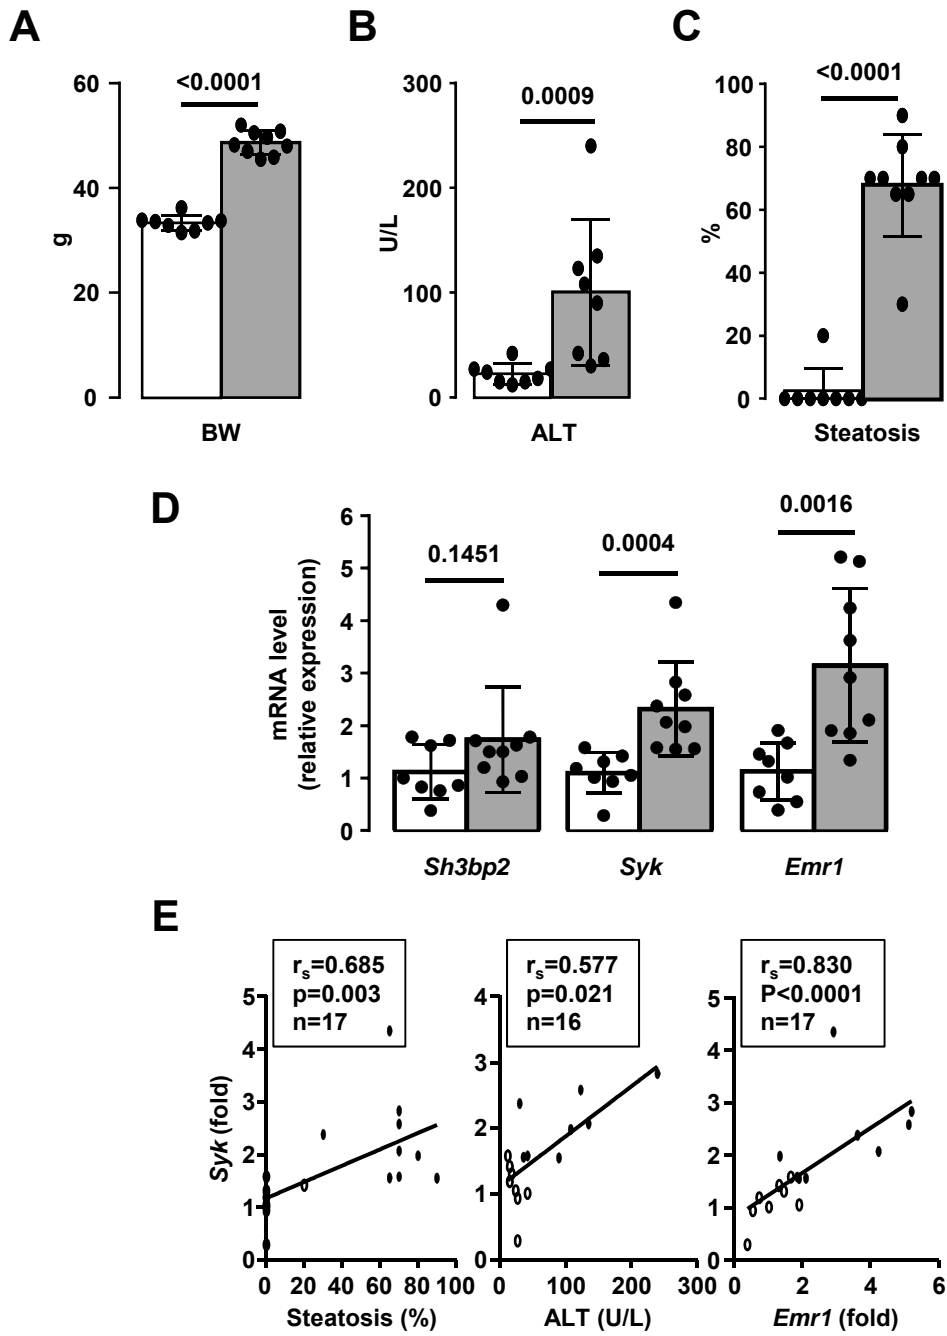 A
B
C
<0.0001
0.0009
<0.0001
60
40
20
0
g
BW
300
200
100
0
U/L
ALT
100
80
60
40
20
0
%
Steatosis
D
0.1451
0.0004
0.0016
6
5
4
3
2
1
0
mRNA level
(relative expression)
Sh3bp2
Syk
Emr1
E
rs=0.685
p=0.003
n=17
5
4
3
2
1
0
Syk (fold)
0 20 40 60 80 100
Steatosis (%)
rs=0.577
p=0.021
n=16
4
3
2
1
0
0 100 200 300
ALT (U/L)
rs=0.830
P<0.0001
n=17
5
4
3
2
1
0
0 2 4 6
Emr1 (fold)